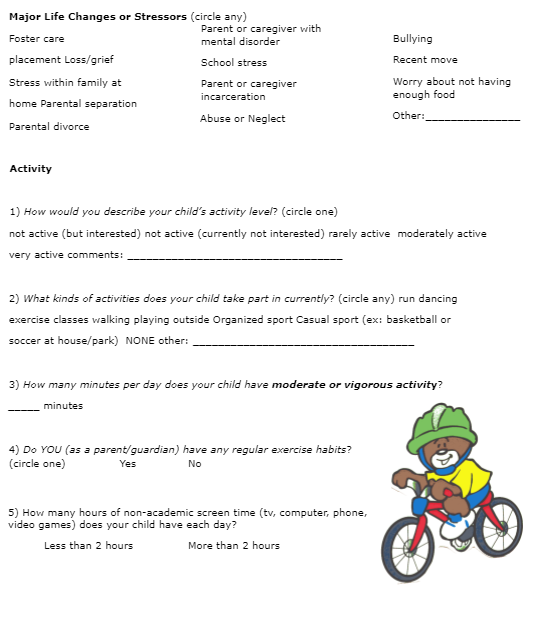 Major Life Changes or Stressors (circle any)
Foster care
placement Loss/grief
Stress within family at
home Parental separation
Parental divorce
Parent or caregiver with
mental disorder
School stress
Parent or caregiver
incarceration
Abuse or Neglect
Bullying
Recent move
Worry about not having
enough food
Other:_______________
Activity
1) How would you describe your child's activity level? (circle one)
not active (but interested) not active (currently not interested) rarely active  moderately active
very active comments: __________________________________
2) What kinds of activities does your child take part in currently? (circle any) run dancing
exercise classes walking playing outside Organized sport Casual sport (ex: basketball or
soccer at house/park)  NONE other: ___________________________________
3) How many minutes per day does your child have moderate or vigorous activity?
_____ minutes
4) Do YOU (as a parent/guardian) have any regular exercise habits?
(circle one) Yes No
5) How many hours of non-academic screen time (tv, computer, phone,
video games) does your child have each day?
Less than 2 hours More than 2 hours